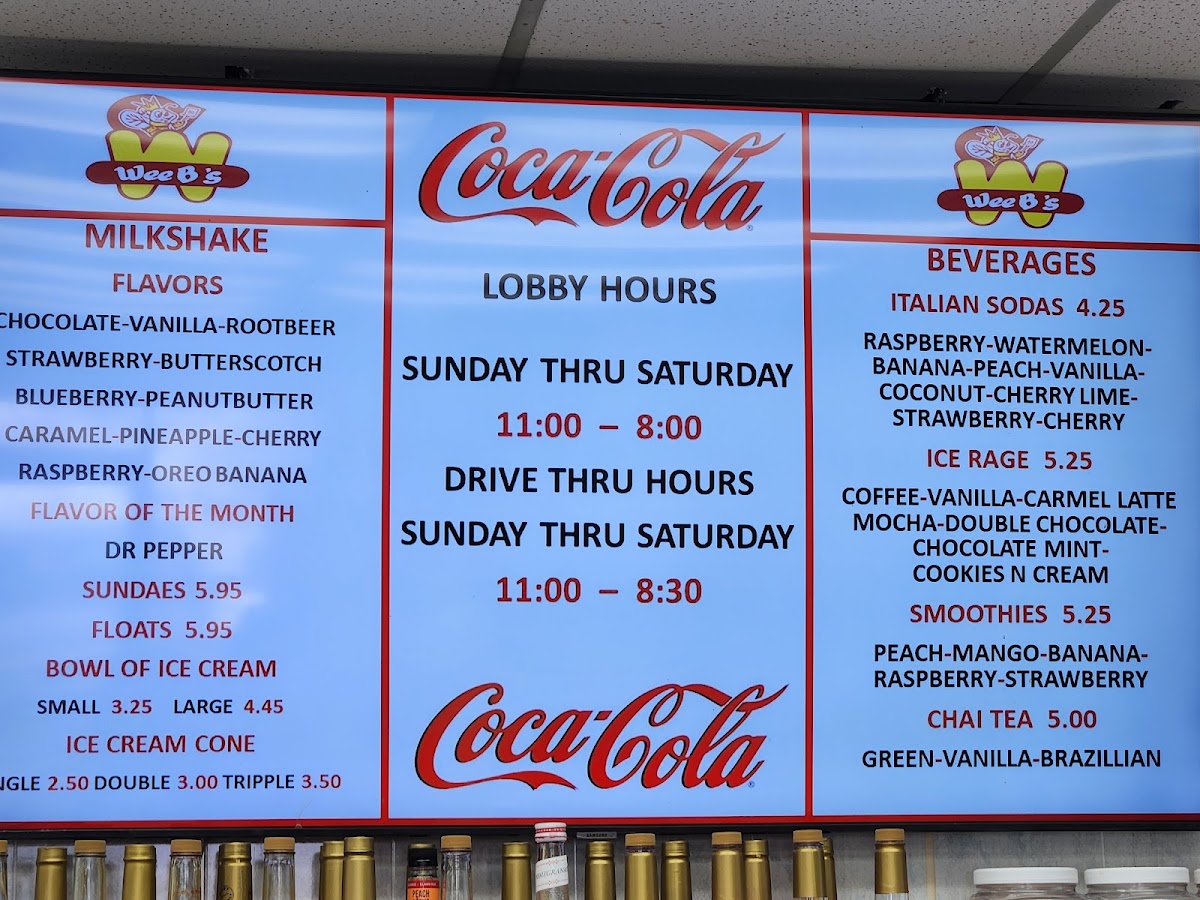 Wee B's
MILKSHAKE
FLAVORS
CHOCOLATE-VANILLA-ROOTBEER
STRAWBERRY-BUTTERSCOTCH
BLUEBERRY-PEANUTBUTTER
CARAMEL-PINEAPPLE-CHERRY
RASPBERRY-OREO BANANA
FLAVOR OF THE MONTH
DR PEPPER
SUNDAES 5.95
FLOATS 5.95
BOWL OF ICE CREAM
SMALL 3.25 LARGE 4.45
ICE CREAM CONE
NGLE 2.50 DOUBLE 3.00 TRIPPLE 3.50
Coca-Cola
LOBBY HOURS
SUNDAY THRU SATURDAY
11:00 – 8:00
DRIVE THRU HOURS
SUNDAY THRU SATURDAY
11:00 – 8:30
Coca-Cola
Wee B's
BEVERAGES
ITALIAN SODAS 4.25
RASPBERRY-WATERMELON-
BANANA-PEACH-VANILLA-
COCONUT-CHERRY LIME-
STRAWBERRY-CHERRY
ICE RAGE 5.25
COFFEE-VANILLA-CARMEL LATTE
MOCHA-DOUBLE CHOCOLATE-
CHOCOLATE MINT-
COOKIES N CREAM
SMOOTHIES 5.25
PEACH-MANGO-BANANA-
RASPBERRY-STRAWBERRY
CHAI TEA 5.00
GREEN-VANILLA-BRAZILLIAN
SAMSUNG
PEACH